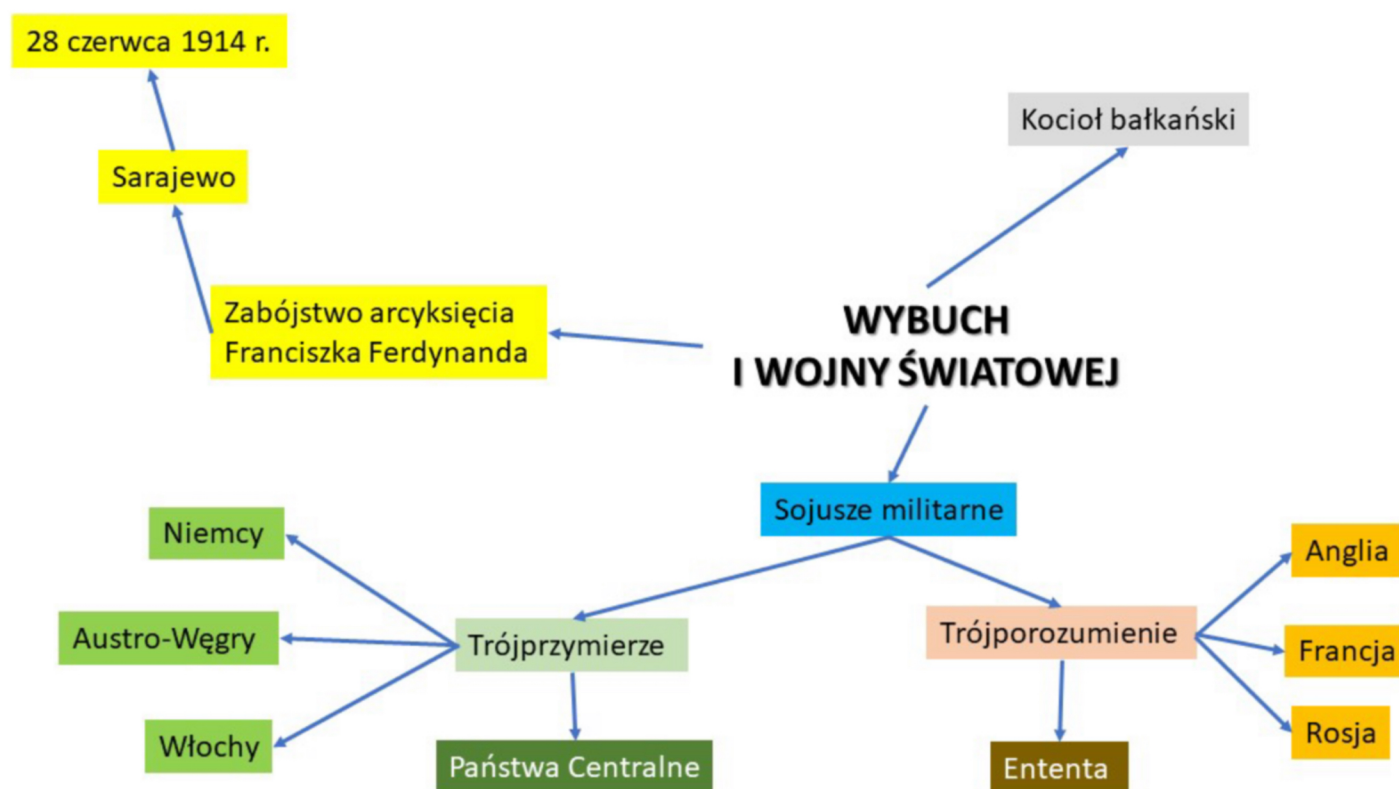 28 czerwca 1914 r.
Kocioł bałkański
Sarajewo
Zabójstwo arcyksięcia
Franciszka Ferdynanda
WYBUCH
I WOJNY ŚWIATOWEJ
Sojusze militarne
Niemcy
Anglia
Austro-Węgry
Trójprzymierze
Trójporozumienie
Francja
Włochy
Rosja
Państwa Centralne
Ententa